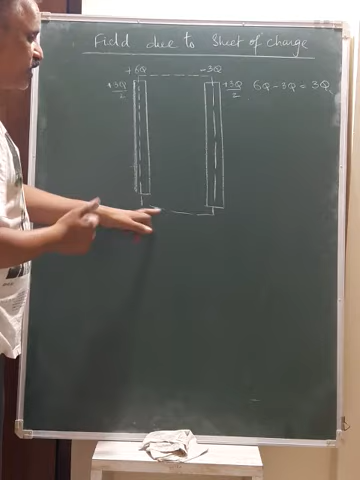 Field due to Sheet of charge
+6Q -3Q
+3Q/2 +3Q/2 6Q - 3Q = 3Q